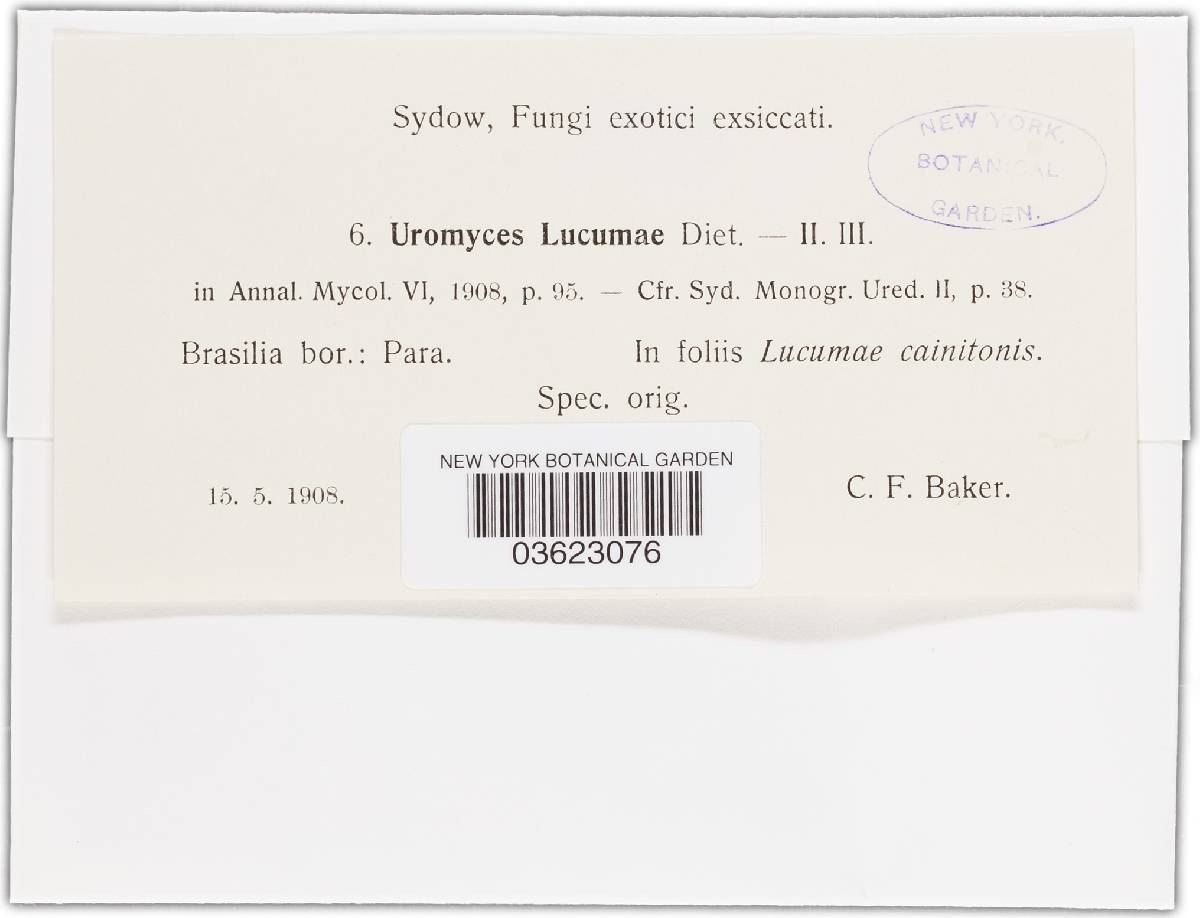 Sydow, Fungi exotici exsiccati.
NEW YORK.
BOTANICAL
GARDEN.
6. Uromyces Lucumae Diet. — II. III.
in Annal. Mycol. VI, 1908, p. 95. — Cfr. Syd. Monogr. Ured. II, p. 38.
Brasilia bor.: Para. In foliis Lucumae cainitonis.
Spec. orig.
NEW YORK BOTANICAL GARDEN
15. 5. 1908. C. F. Baker.
03623076